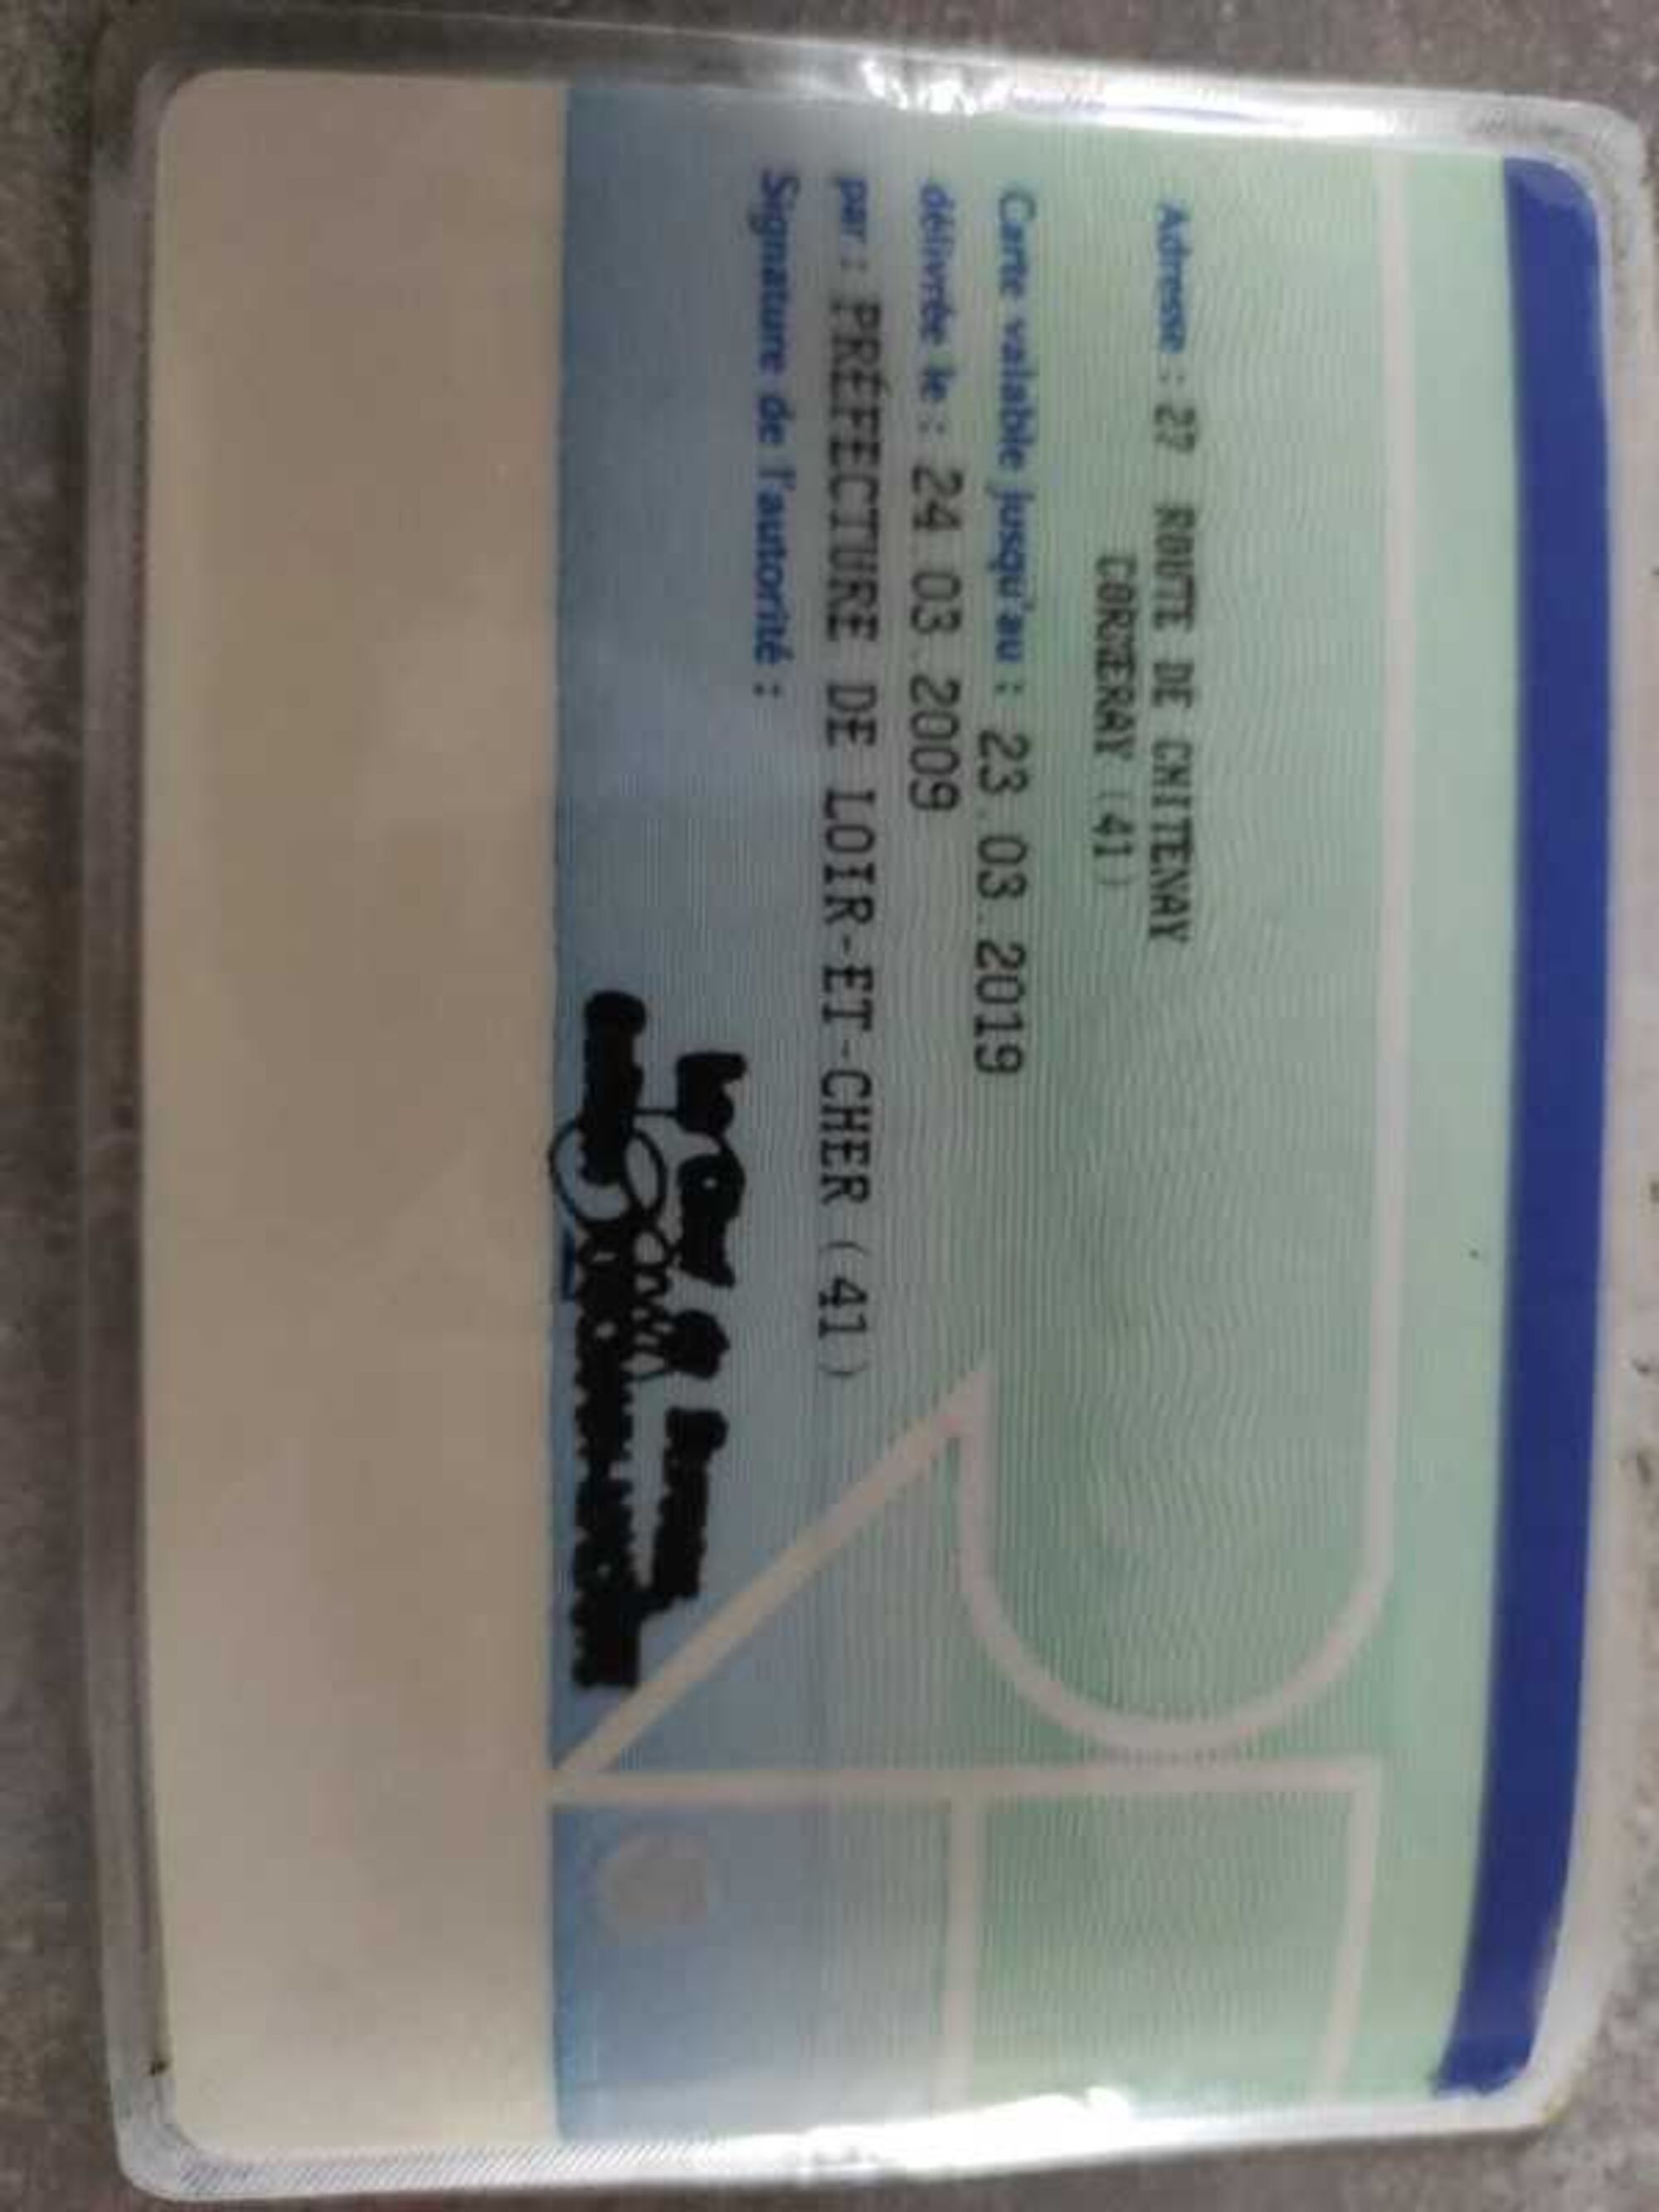 Adresse : 27 ROUTE DE CHITENAY
CORMERAY (41)
Carte valable jusqu'au : 23.03.2019
délivrée le : 24.03.2009
par : PRÉFECTURE DE LOIR-ET-CHER (41)
Signature de l'autorité :